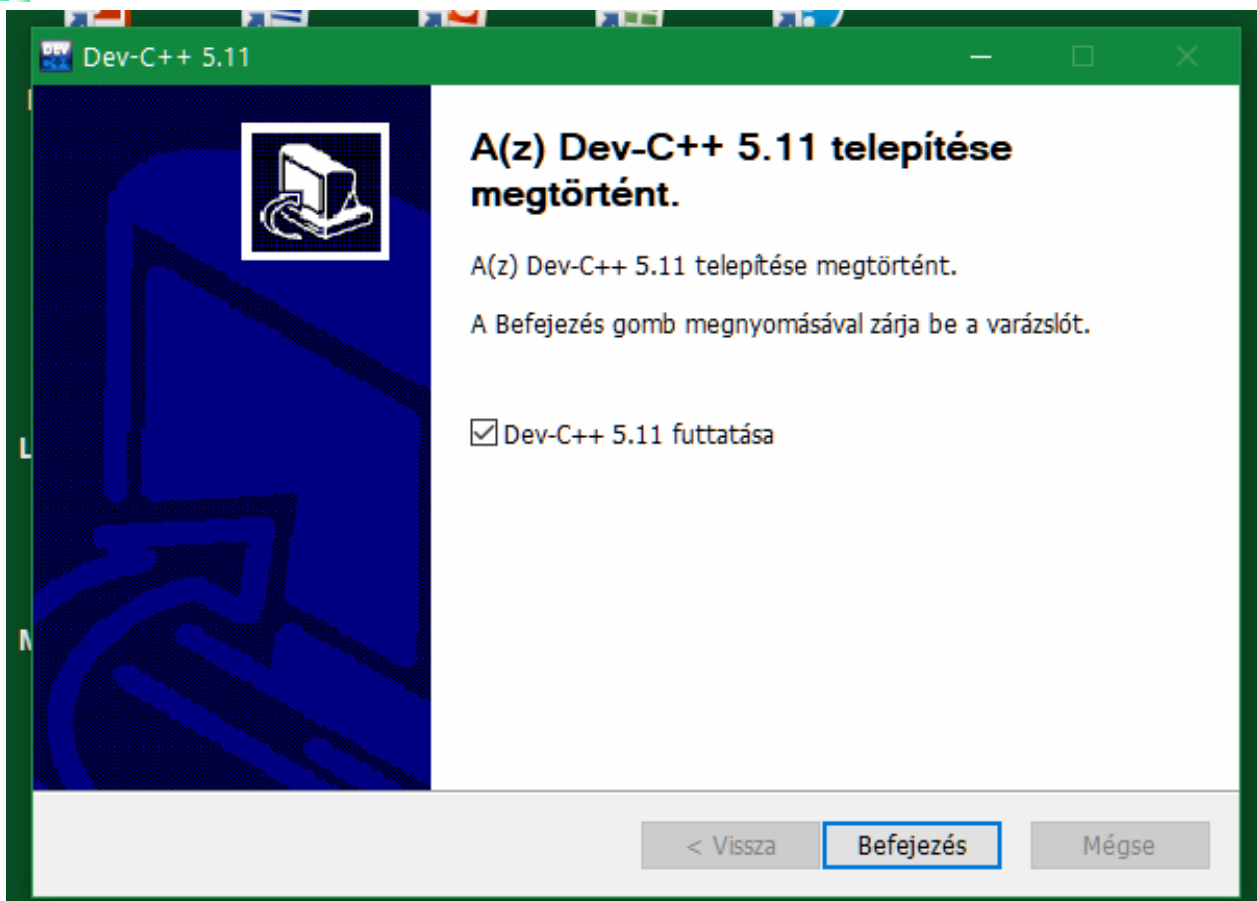 Dev-C++ 5.11
A(z) Dev-C++ 5.11 telepítése
megtörtént.
A(z) Dev-C++ 5.11 telepítése megtörtént.
A Befejezés gomb megnyomásával zárja be a varázslót.
Dev-C++ 5.11 futtatása
< Vissza
Befejezés
Mégse